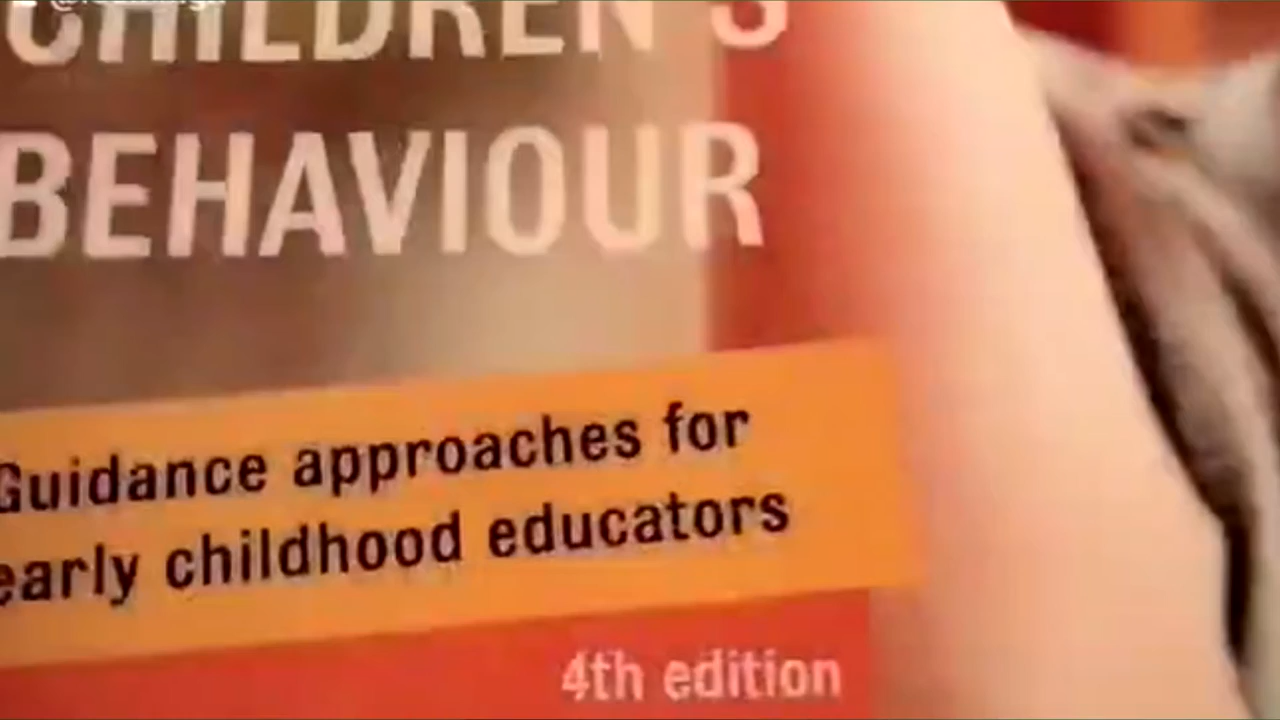 CHILDREN'S
BEHAVIOUR
Guidance approaches for
early childhood educators
4th edition